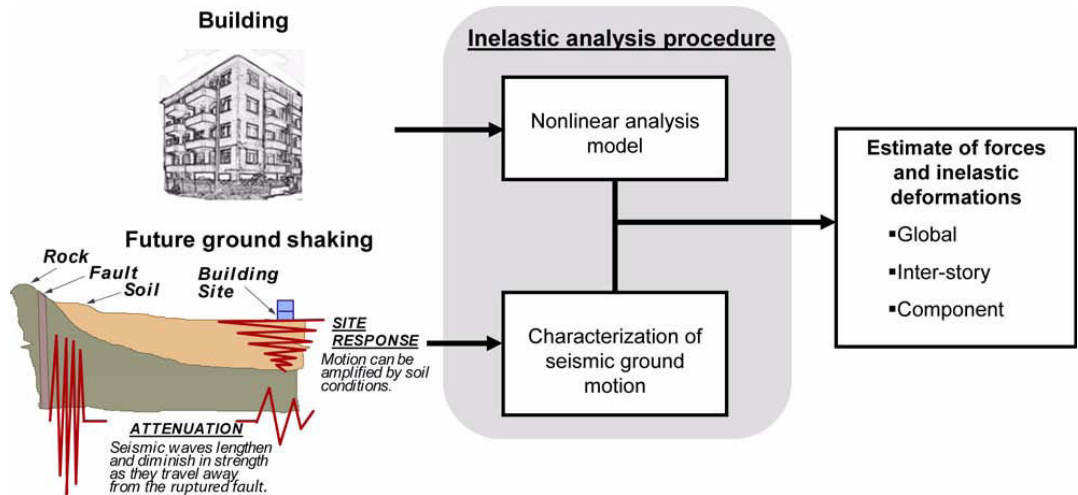 Building
Inelastic analysis procedure
Nonlinear analysis
model
Estimate of forces
and inelastic
deformations
▪Global
▪Inter-story
▪Component
Future ground shaking
Rock
Fault
Soil
Building
Site
SITE
RESPONSE
Motion can be
amplified by soil
conditions.
ATTENUATION
Seismic waves lengthen
and diminish in strength
as they travel away
from the ruptured fault.
Characterization of
seismic ground
motion